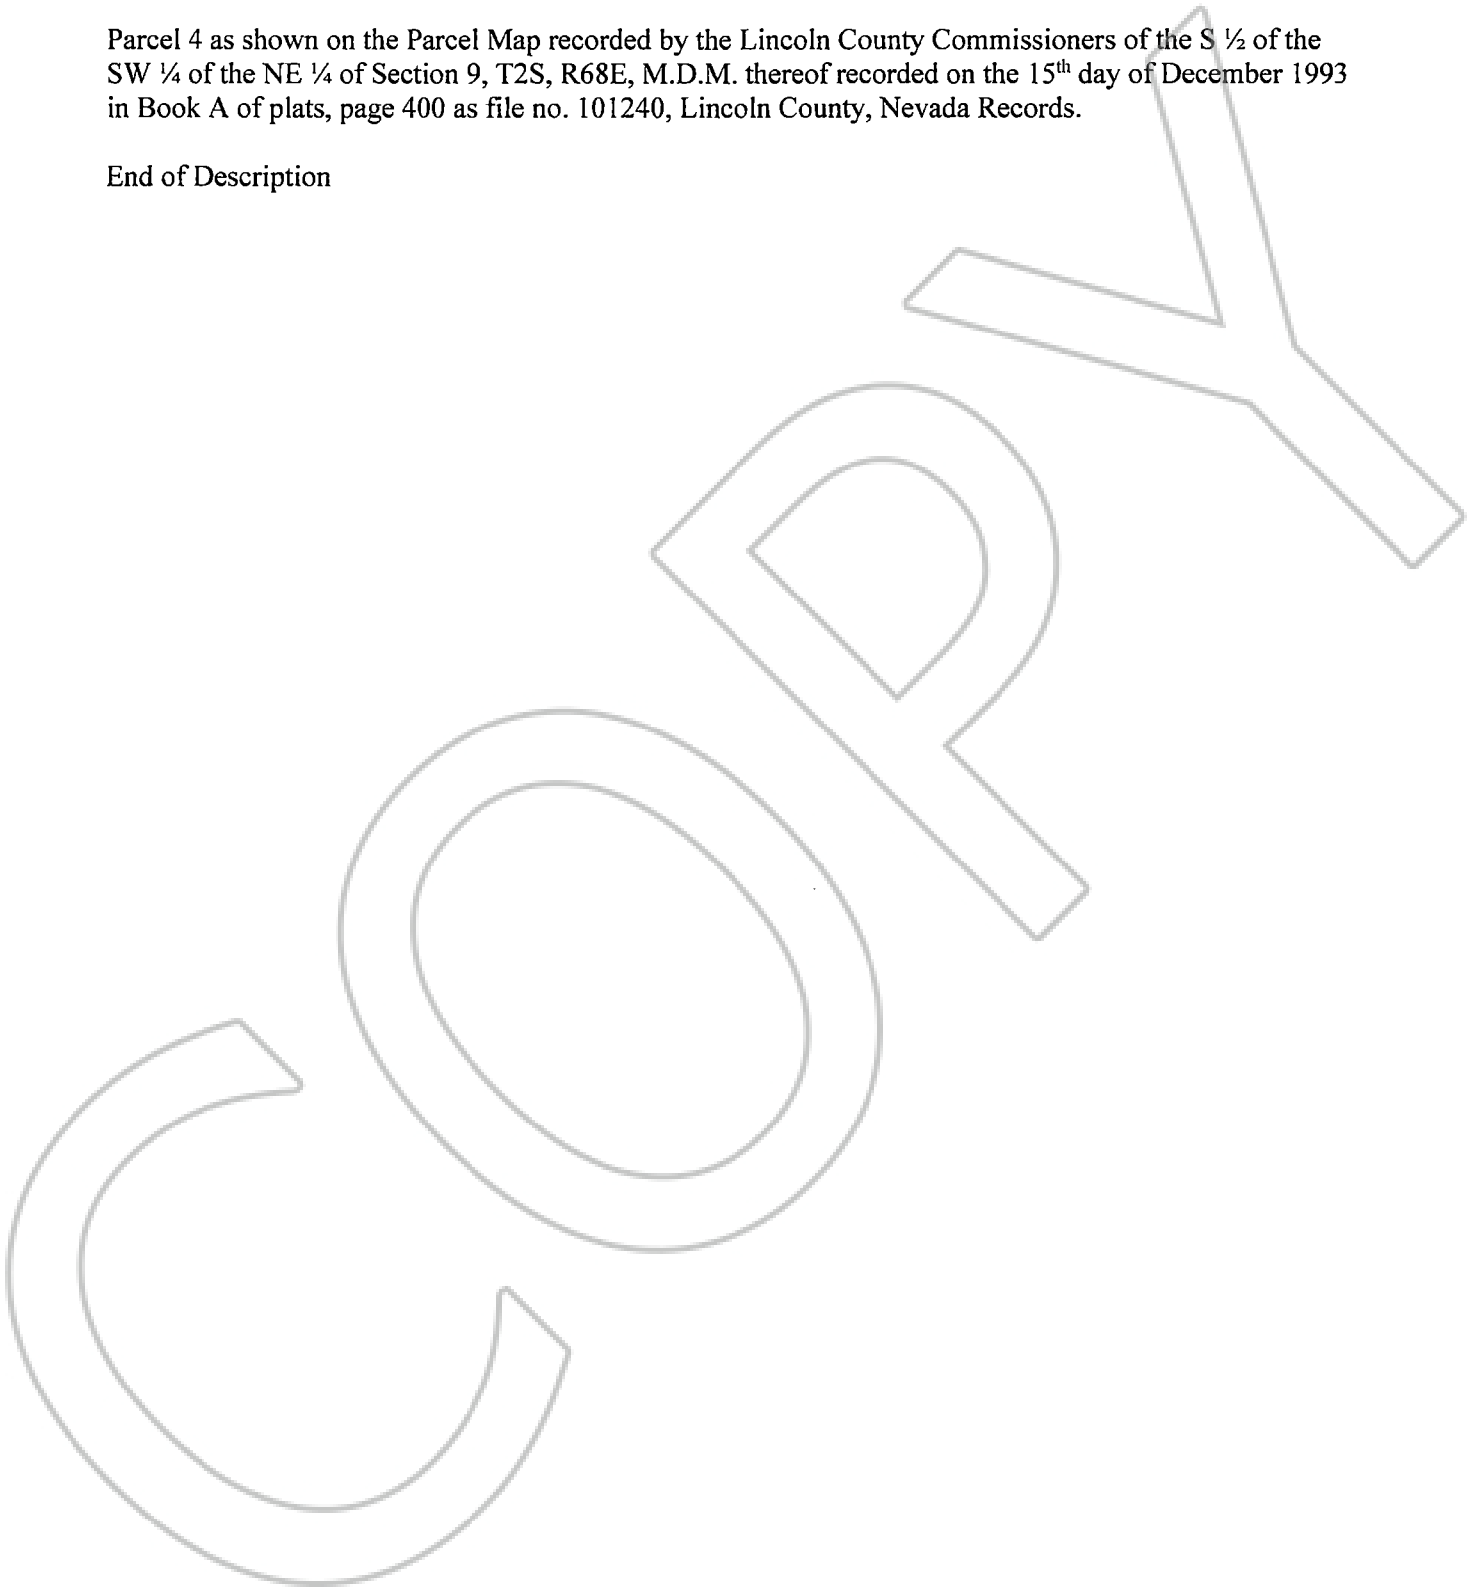 Parcel 4 as shown on the Parcel Map recorded by the Lincoln County Commissioners of the S ½ of the
SW ¼ of the NE ¼ of Section 9, T2S, R68E, M.D.M. thereof recorded on the 15th day of December 1993
in Book A of plats, page 400 as file no. 101240, Lincoln County, Nevada Records.
End of Description
COPY